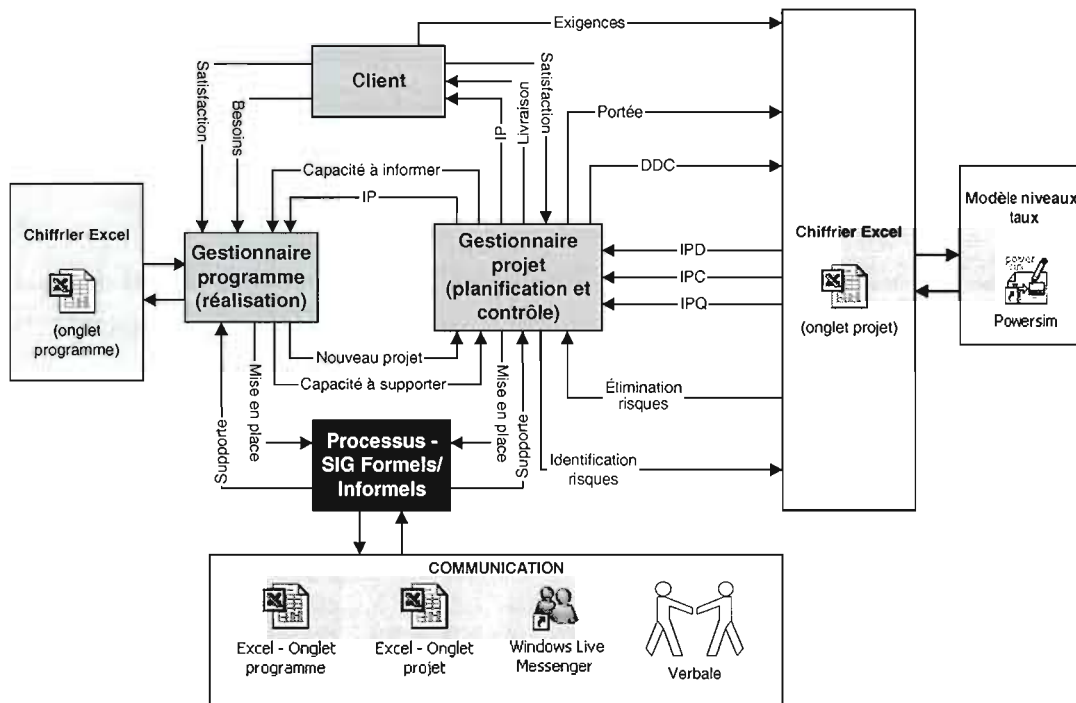 Exigences
Client
Satisfaction
Besoins
IP
Livraison
Satisfaction
Portée
Capacité à informer
DDC
IP
Chiffrier Excel
(onglet
programme)
Gestionnaire
programme
(réalisation)
Gestionnaire
projet
(planification et
contrôle)
IPD
IPC
IPQ
Chiffrier Excel
(onglet projet)
Modèle niveaux
taux
Powersim
Nouveau projet
Capacité à supporter
Mise en place
Supporte
Mise en place
Supporte
Élimination
risques
Identification
risques
Processus -
SIG Formels/
Informels
COMMUNICATION
Excel - Onglet
programme
Excel - Onglet
projet
Windows Live
Messenger
Verbale